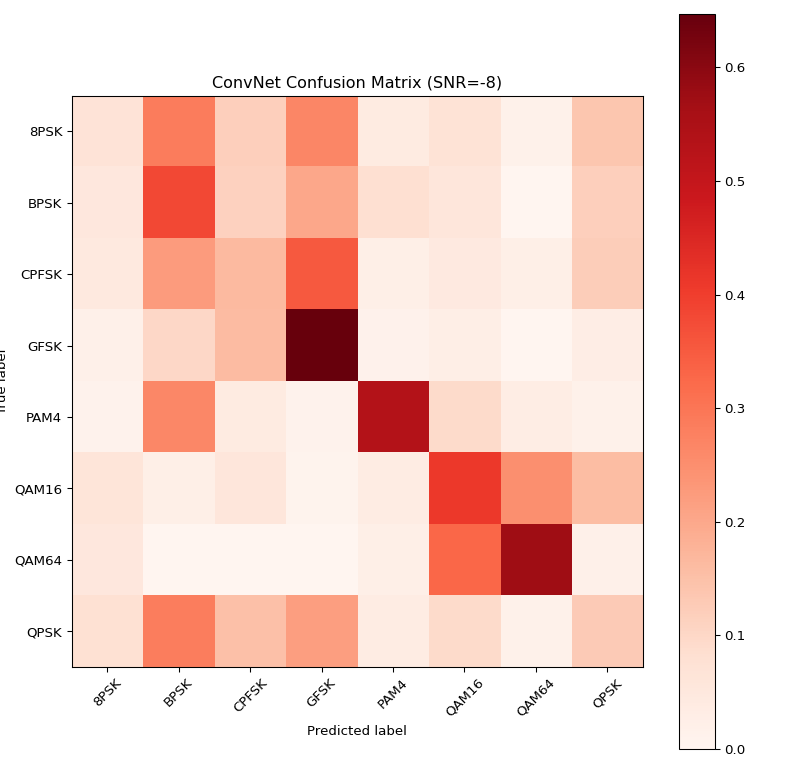 ConvNet Confusion Matrix (SNR=-8)
8PSK
BPSK
CPFSK
GFSK
PAM4
QAM16
QAM64
QPSK
8PSK
BPSK
CPFSK
GFSK
PAM4
QAM16
QAM64
QPSK
Predicted label
label
0.6
0.5
0.4
0.3
0.2
0.1
0.0